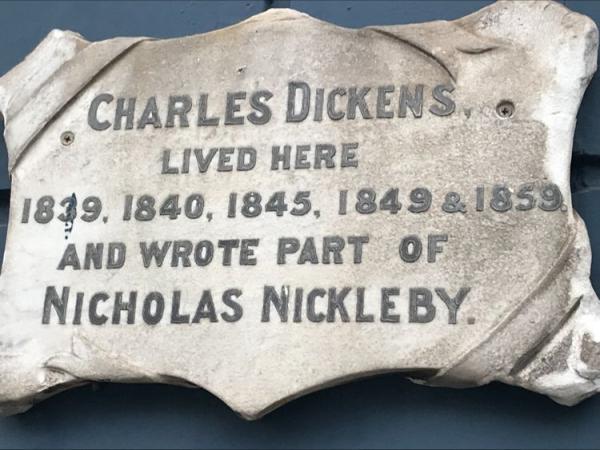 CHARLES DICKENS,
LIVED HERE
1839, 1840, 1845, 1849 & 1859.
AND WROTE PART OF
NICHOLAS NICKLEBY.